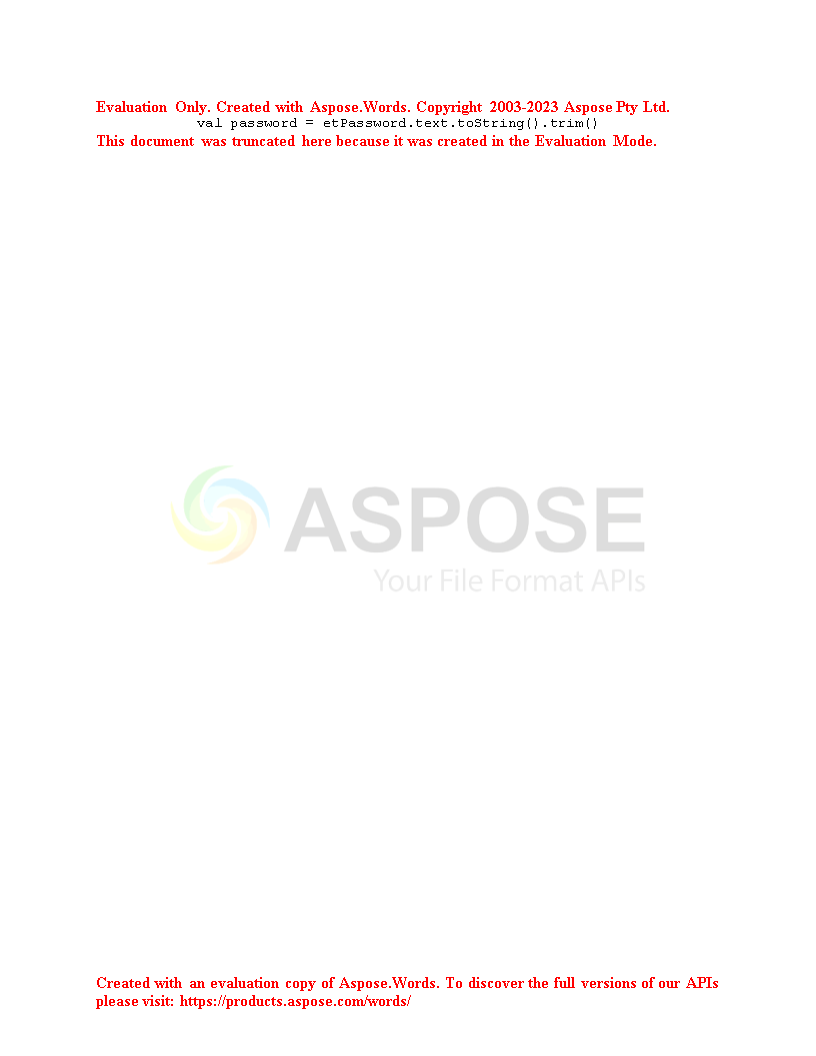 Evaluation Only. Created with Aspose.Words. Copyright 2003-2023 Aspose Pty Ltd.
val password = etPassword.text.toString().trim()
This document was truncated here because it was created in the Evaluation Mode.
ASPOSE
Your File Format APIs
Created with an evaluation copy of Aspose.Words. To discover the full versions of our APIs
please visit: https://products.aspose.com/words/